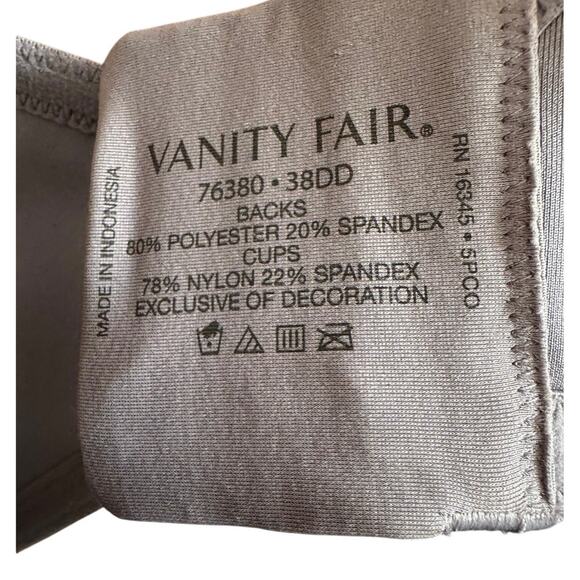 VANITY FAIR®
76380 • 38DD
BACKS
80% POLYESTER 20% SPANDEX
CUPS
78% NYLON 22% SPANDEX
EXCLUSIVE OF DECORATION
MADE IN INDONESIA
RN 16345 • 5PCO